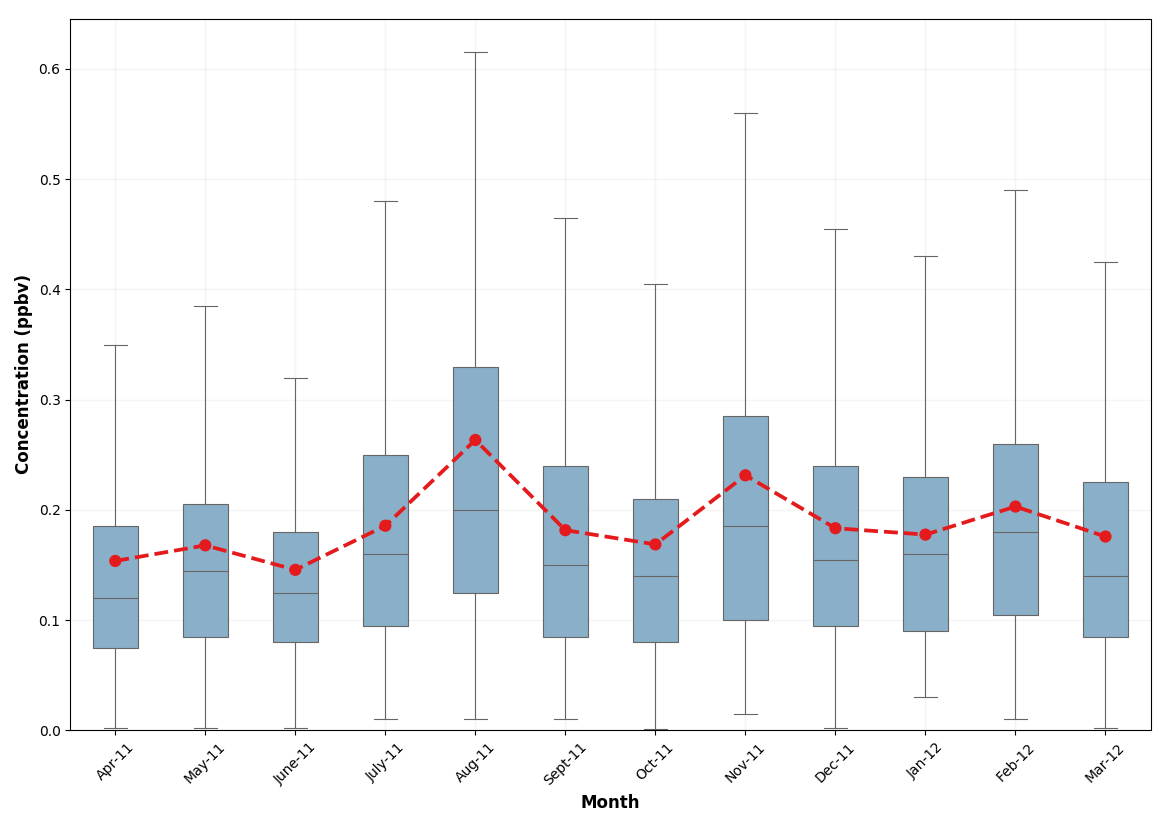 Concentration (ppbv)
0.6
0.5
0.4
0.3
0.2
0.1
0.0
Apr-11
May-11
June-11
July-11
Aug-11
Sept-11
Oct-11
Nov-11
Dec-11
Jan-12
Feb-12
Mar-12
Month